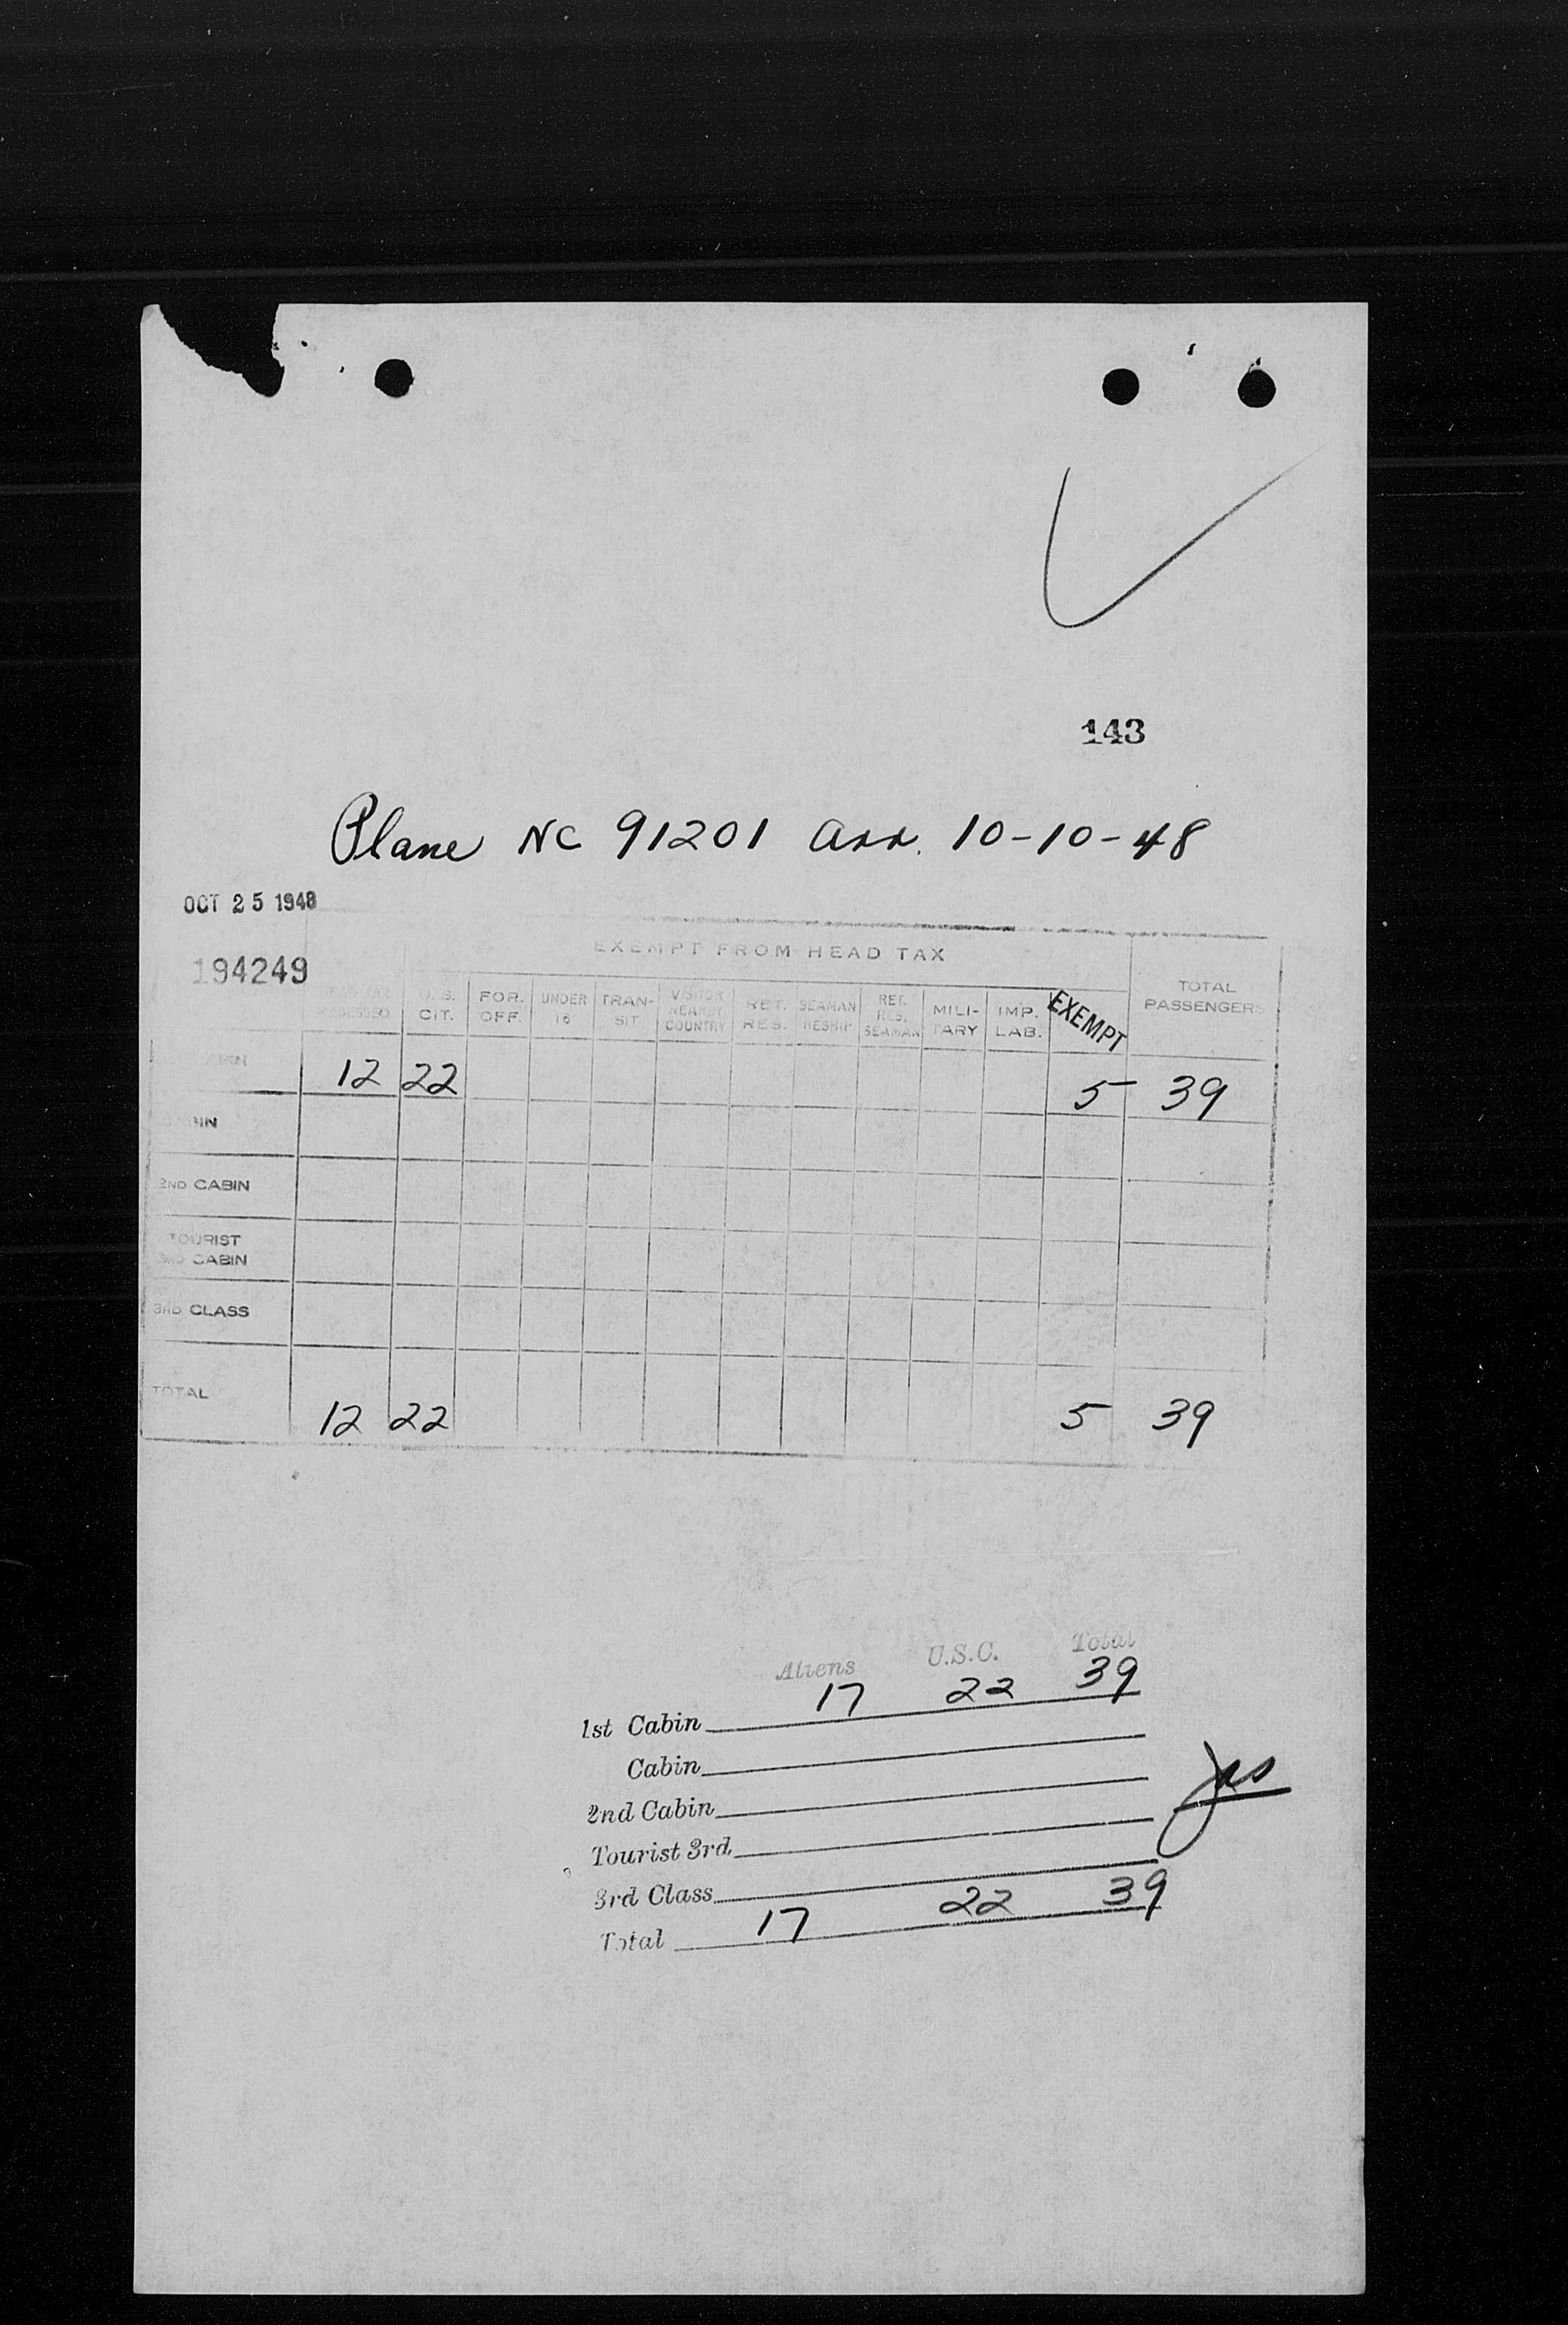 143
Plane NC 91201 arr. 10-10-48
OCT 25 1948
194249
EXEMPT FROM HEAD TAX
U.S. CIT.
FOR. OFF.
UNDER 16
TRAN- SIT
VISITOR NEARBY COUNTRY
RET. RES.
SEAMAN RESHIP
RET. RES. SEAMAN
MILI- TARY
IMP. LAB.
EXEMPT
TOTAL PASSENGERS
12 22 5 39
2ND CABIN
TOURIST
3RD CABIN
3RD CLASS
TOTAL 12 22 5 39
Aliens U.S.C. Total
1st Cabin 17 22 39
Cabin
2nd Cabin
Tourist 3rd.
3rd Class
Total 17 22 39